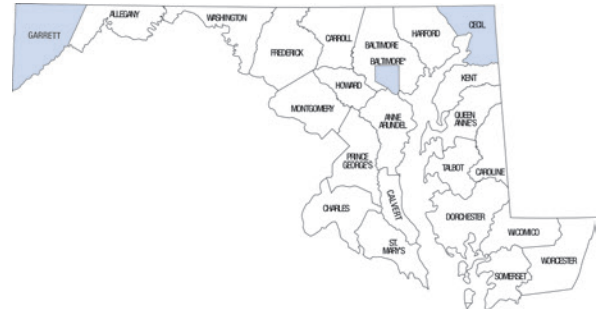 ALLEGANY
WASHINGTON
CECIL
GARRETT
CARROLL
HARFORD
FREDERICK
BALTIMORE
BALTIMORE*
KENT
HOWARD
MONTGOMERY
ANNE
ARUNDEL
QUEEN
ANNE'S
PRINCE
GEORGE'S
TALBOT
CAROLINE
CALVERT
CHARLES
DORCHESTER
ST.
MARY'S
WICOMICO
WORCESTER
SOMERSET